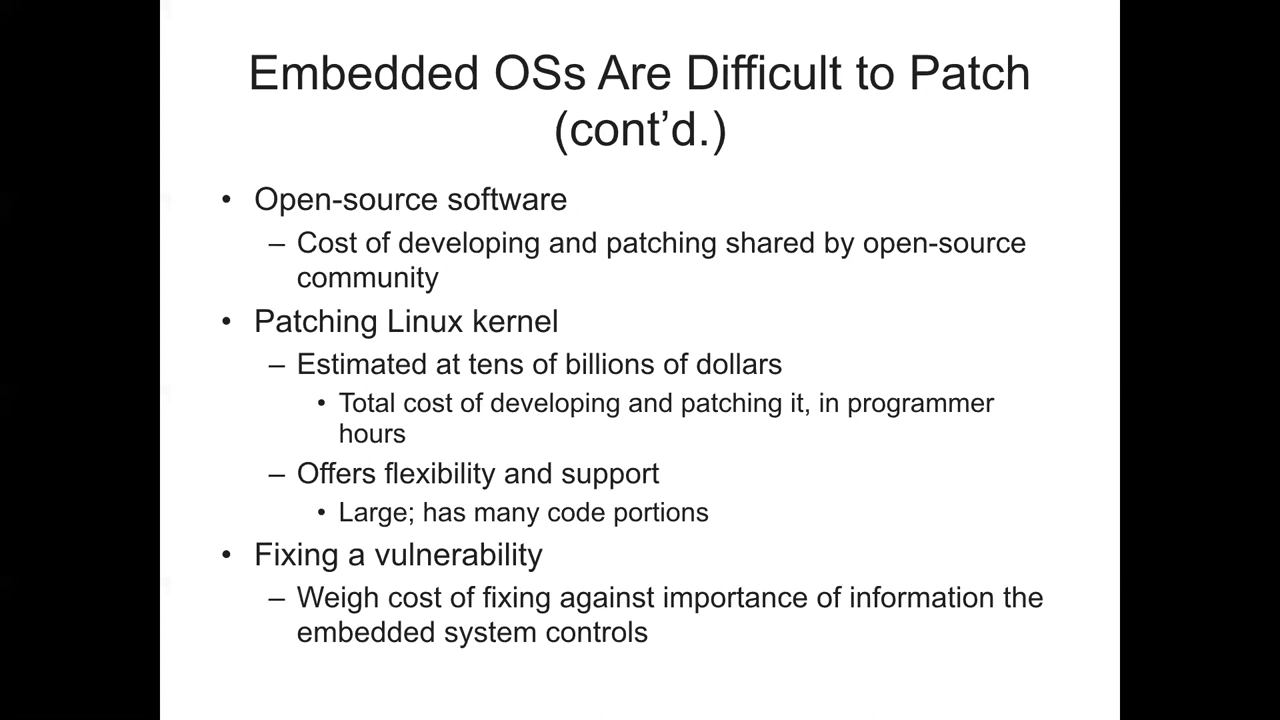 Embedded OSs Are Difficult to Patch
(cont’d.)
• Open-source software
– Cost of developing and patching shared by open-source
community
• Patching Linux kernel
– Estimated at tens of billions of dollars
• Total cost of developing and patching it, in programmer
hours
– Offers flexibility and support
• Large; has many code portions
• Fixing a vulnerability
– Weigh cost of fixing against importance of information the
embedded system controls